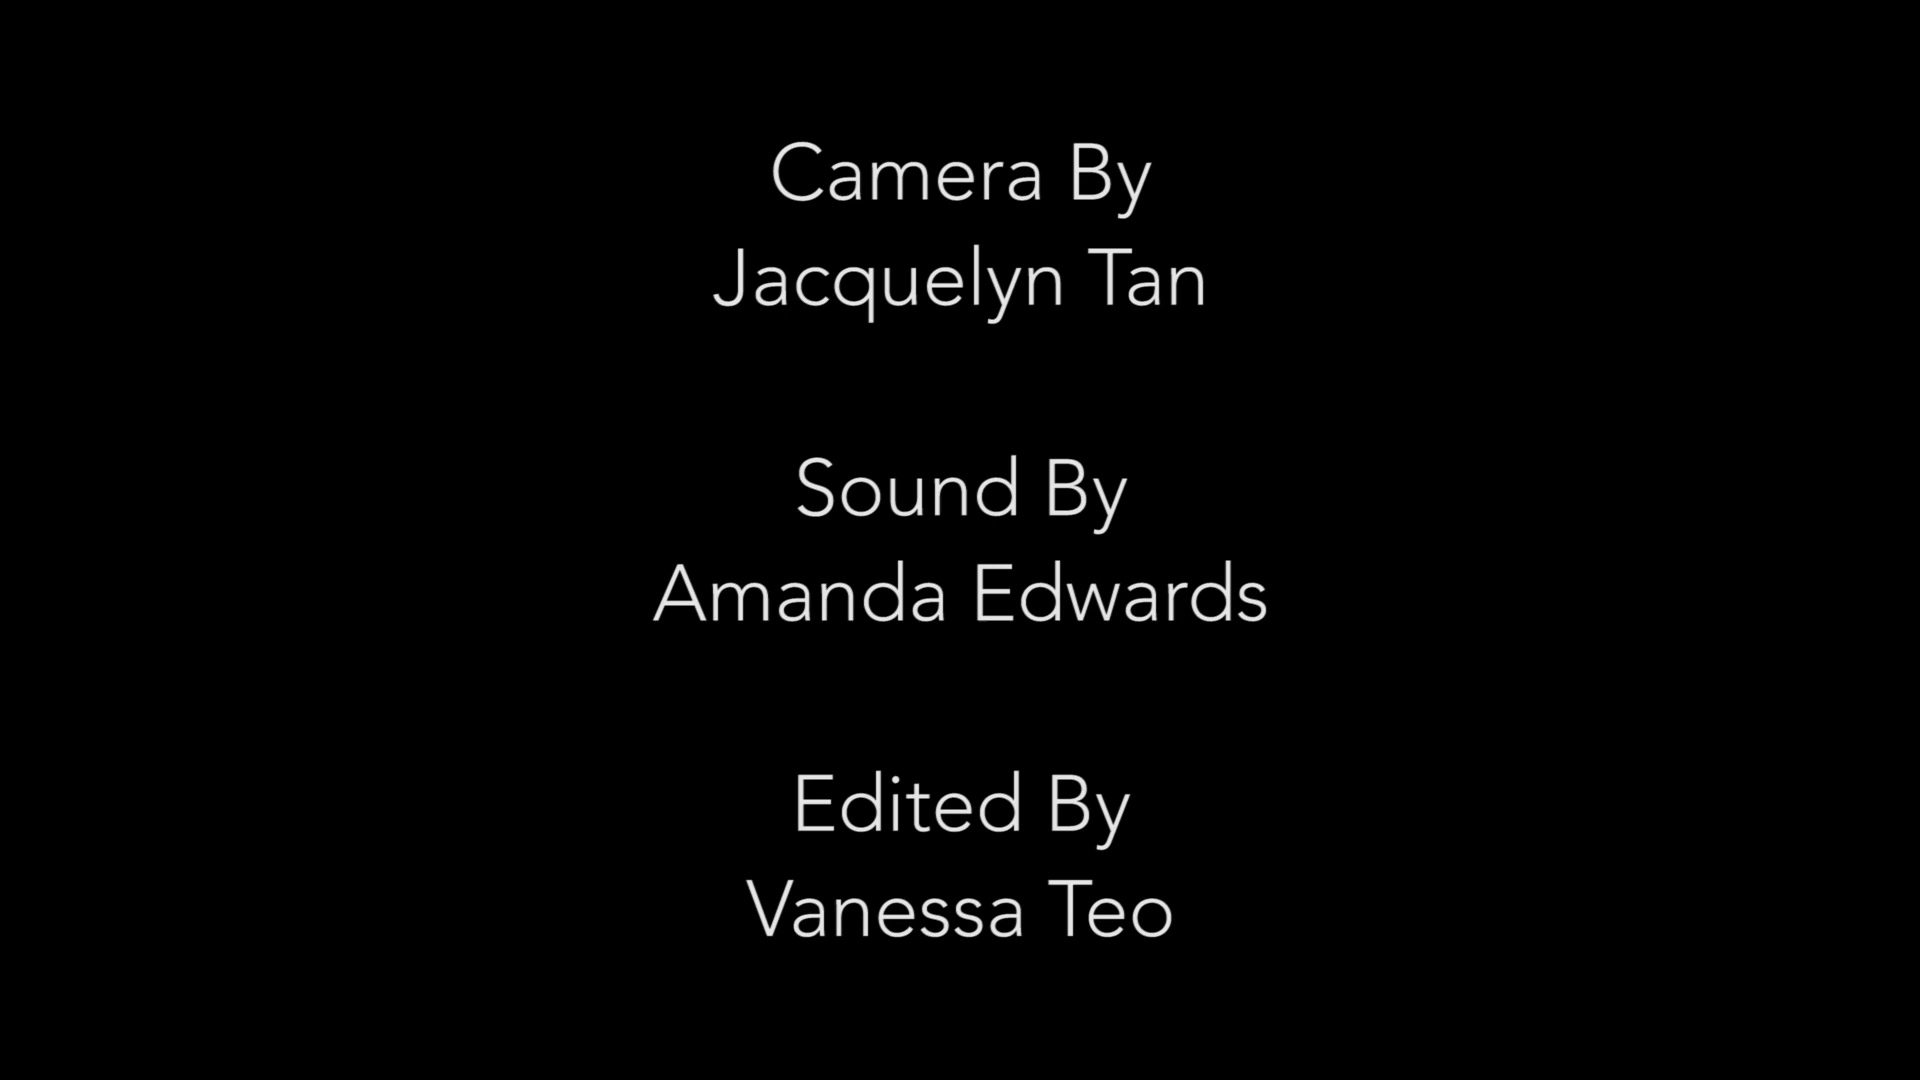 Camera By
Jacquelyn Tan
Sound By
Amanda Edwards
Edited By
Vanessa Teo